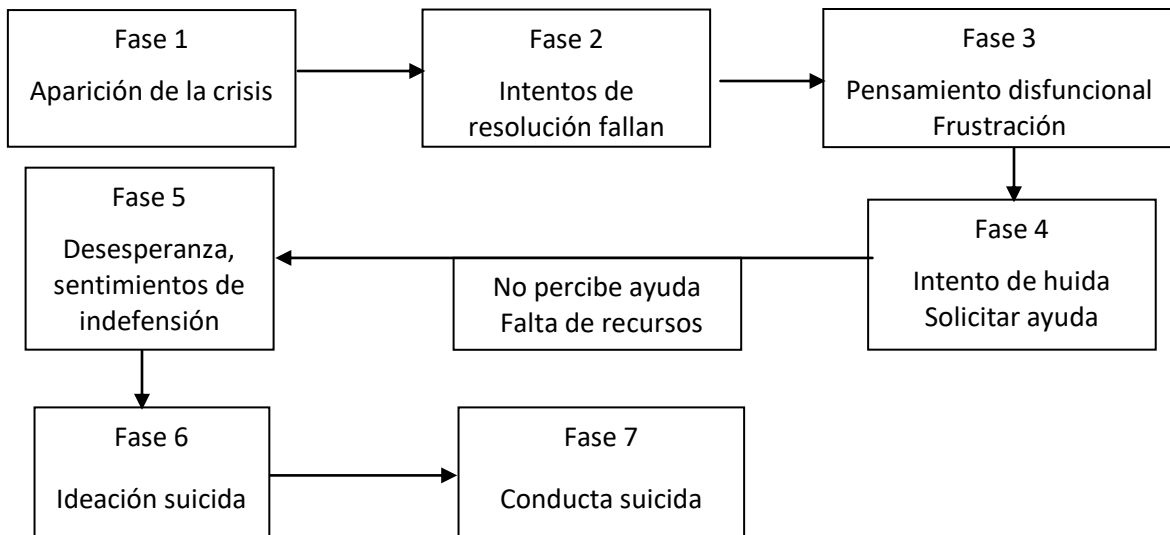 Fase 1
Aparición de la crisis
Fase 2
Intentos de
resolución fallan
Fase 3
Pensamiento disfuncional
Frustración
Fase 4
Intento de huida
Solicitar ayuda
No percibe ayuda
Falta de recursos
Fase 5
Desesperanza,
sentimientos de
indefensión
Fase 6
Ideación suicida
Fase 7
Conducta suicida